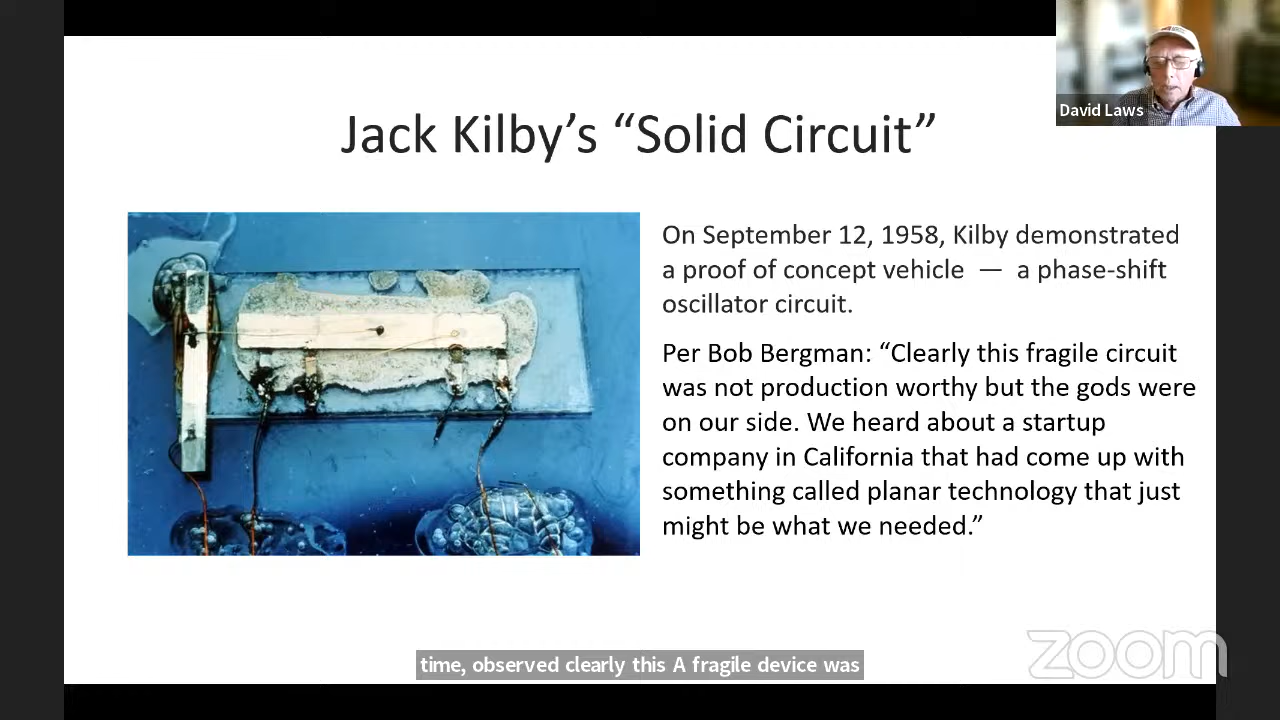 David Laws
Jack Kilby’s “Solid Circuit”
On September 12, 1958, Kilby demonstrated
a proof of concept vehicle — a phase-shift
oscillator circuit.
Per Bob Bergman: “Clearly this fragile circuit
was not production worthy but the gods were
on our side. We heard about a startup
company in California that had come up with
something called planar technology that just
might be what we needed.”
time, observed clearly this A fragile device was
zoom